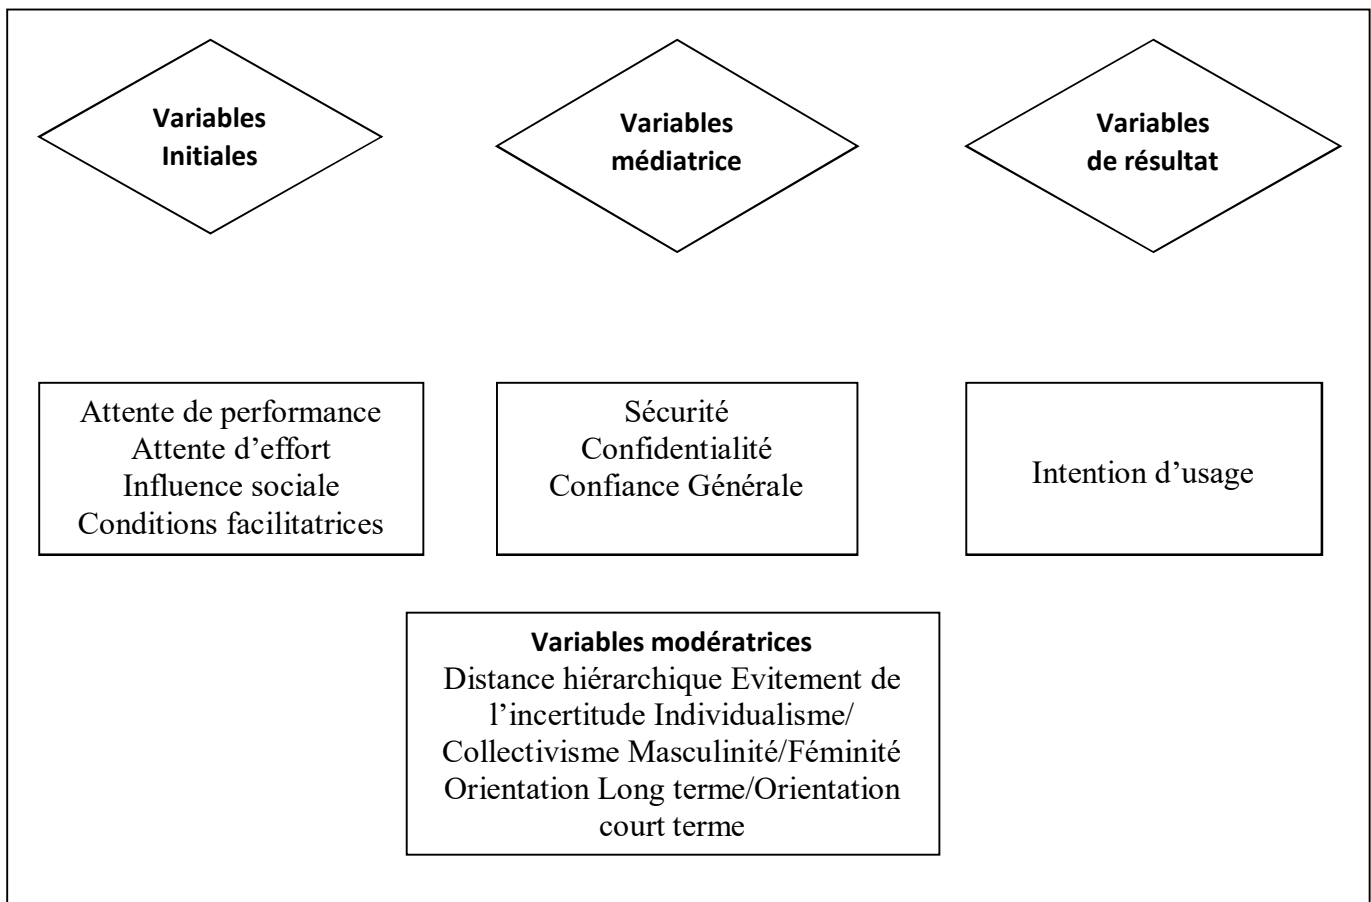 Variables
Initiales
Variables
médiatrice
Variables
de résultat
Attente de performance
Attente d’effort
Influence sociale
Conditions facilitatrices
Sécurité
Confidentialité
Confiance Générale
Intention d’usage
Variables modératrices
Distance hiérarchique Evitement de
l’incertitude Individualisme/
Collectivisme Masculinité/Féminité
Orientation Long terme/Orientation
court terme